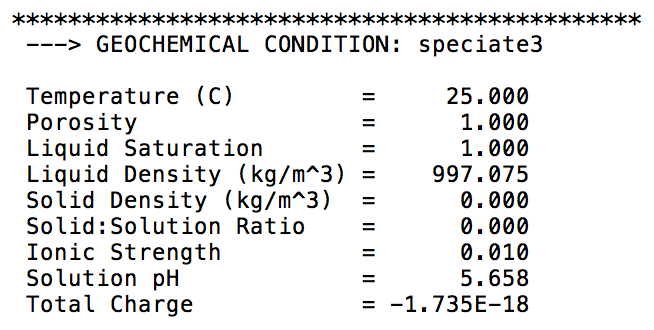 *********************************************
---> GEOCHEMICAL CONDITION: speciate3
Temperature (C)         =     25.000
Porosity                =      1.000
Liquid Saturation       =      1.000
Liquid Density (kg/m^3) =    997.075
Solid Density (kg/m^3)  =      0.000
Solid:Solution Ratio    =      0.000
Ionic Strength          =      0.010
Solution pH             =      5.658
Total Charge            = -1.735E-18